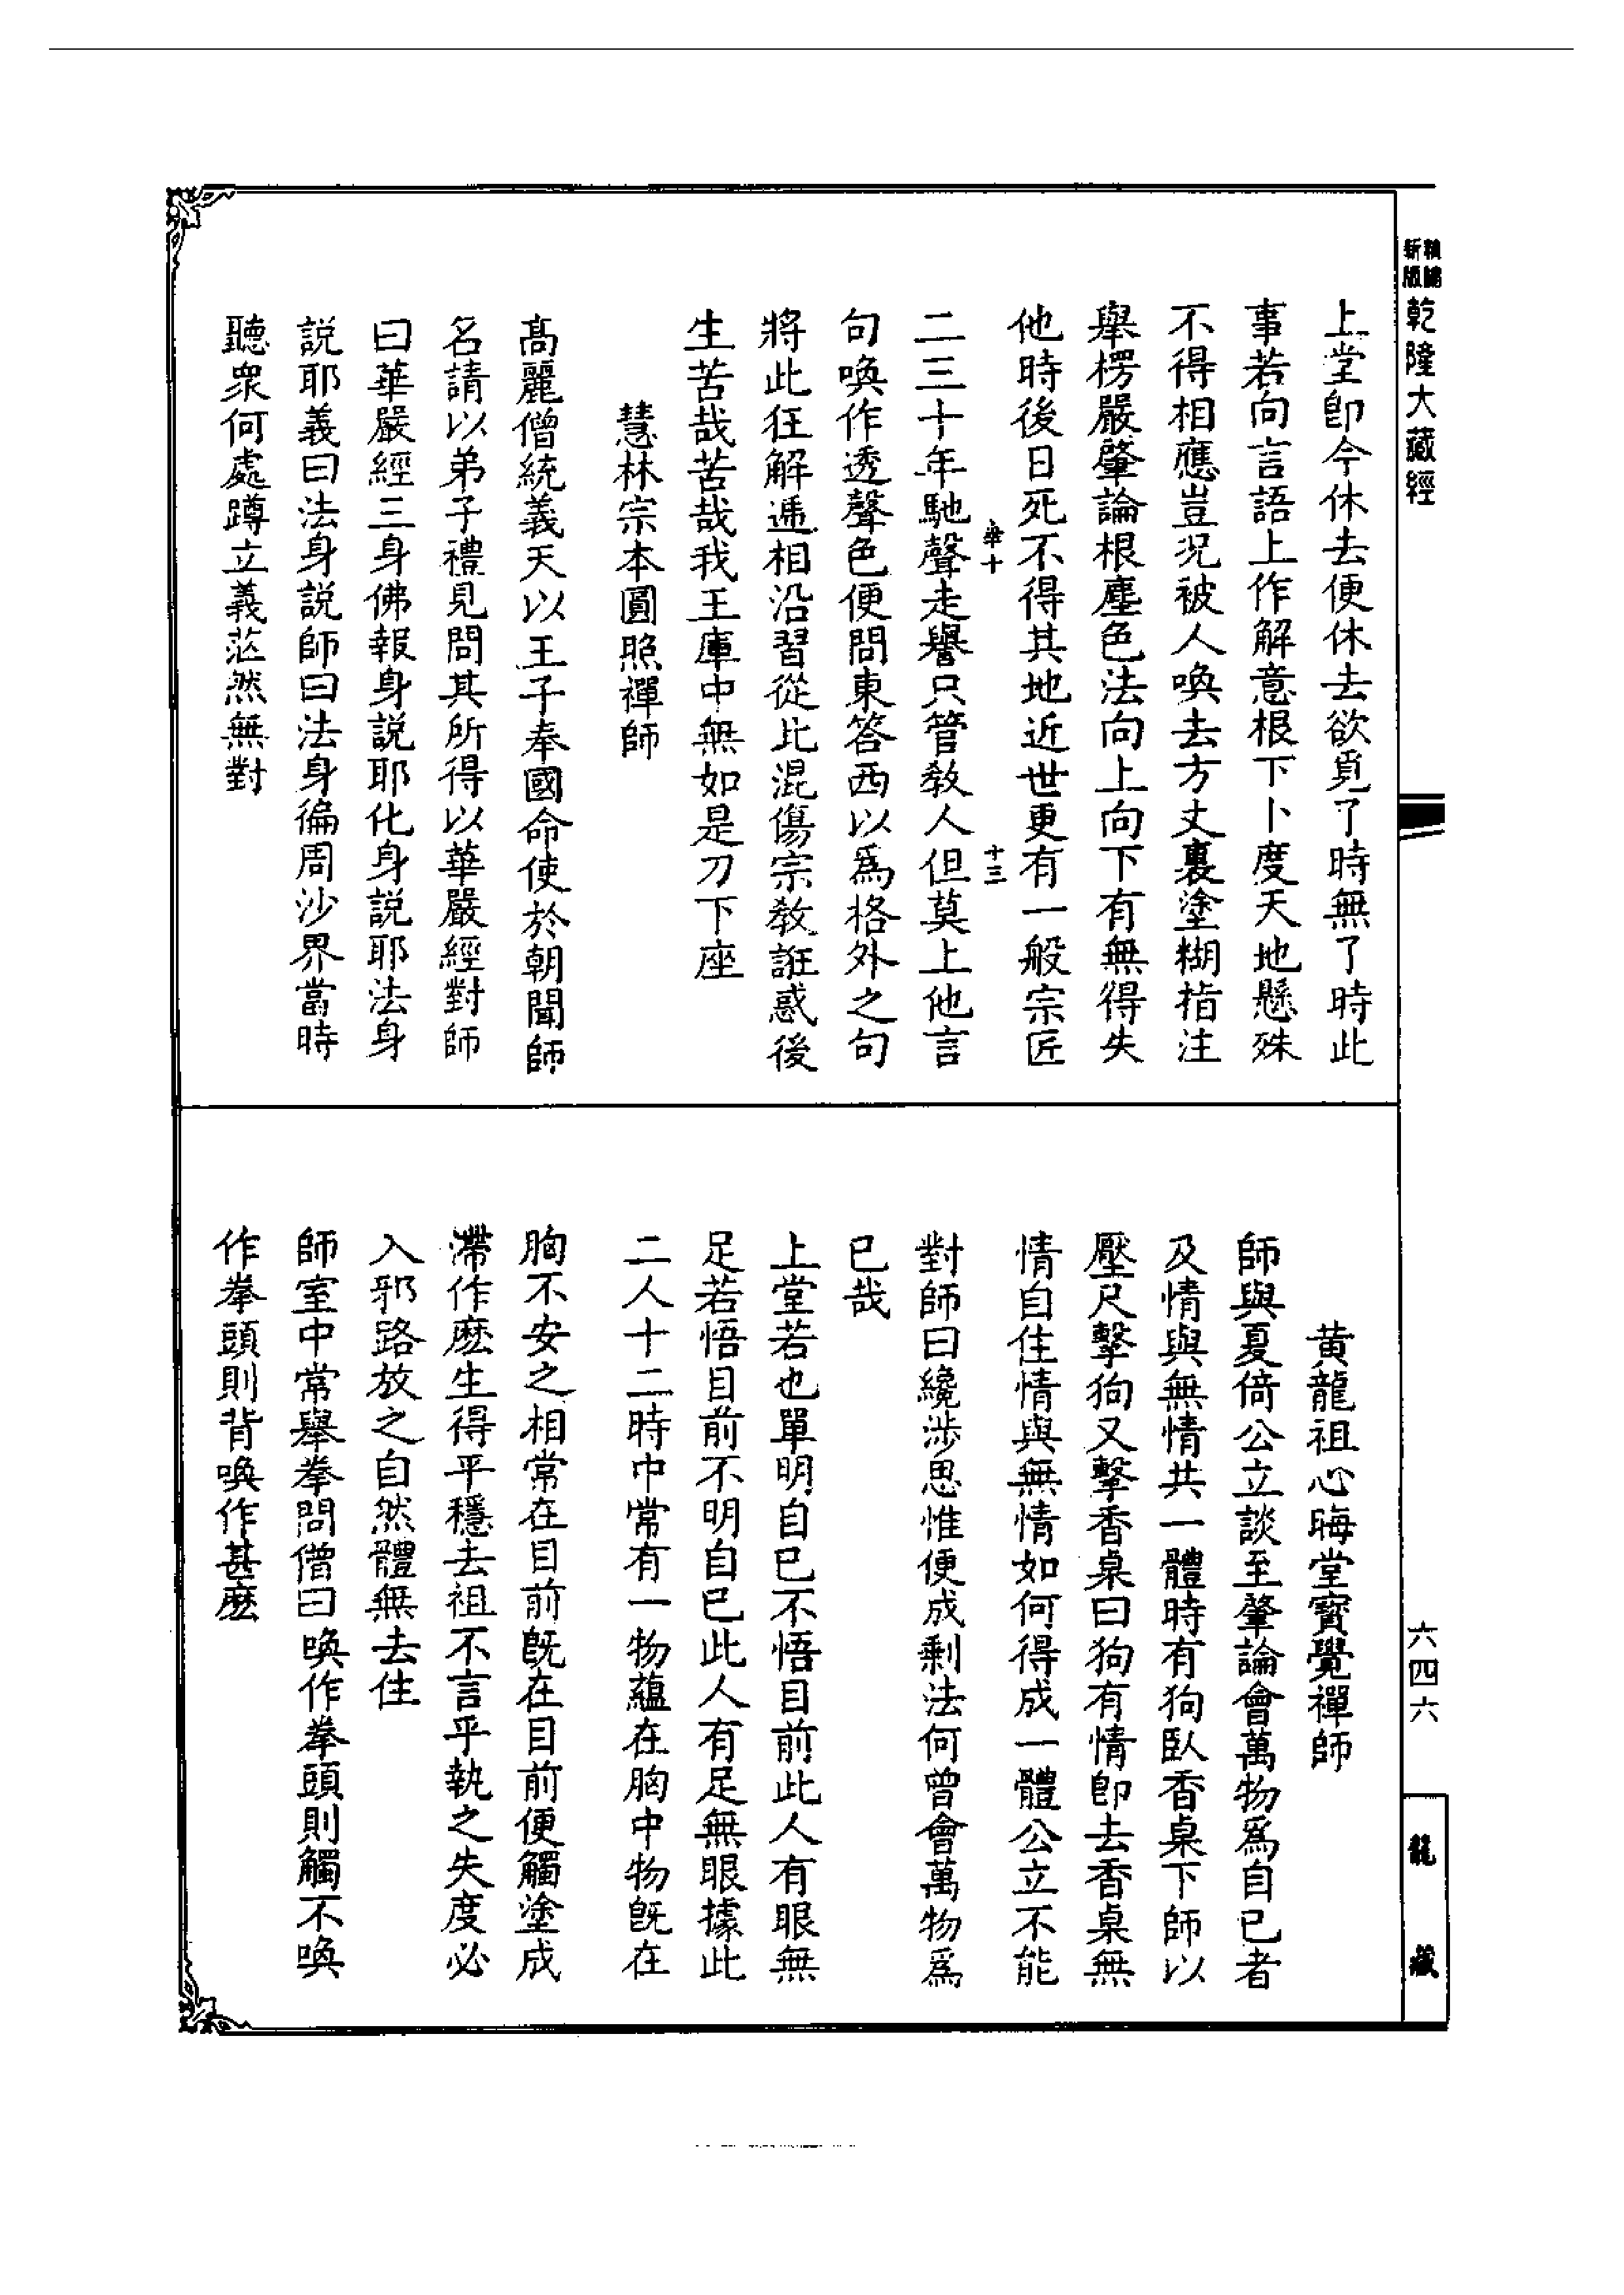 精編
新版
乾隆大藏經
上堂卽今休去便休去欲覓了時無了時此
事若向言語上作解意根下卜度天地懸殊
不得相應豈況被人喚去方丈裏塗糊指注
舉楞嚴肇論根塵色法向上向下有無得失
他時後日死不得其地近世更有一般宗匠
十三
二三十年馳聲走譽只管教人但莫上他言
句喚作透聲色便問東答西以爲格外之句
將此狂解遞相沿習從此混傷宗教誑惑後
生苦哉苦哉我王庫中無如是刀下座
慧林宗本圓照禪師
高麗僧統義天以王子奉國命使於朝聞師
名請以弟子禮見問其所得以華嚴經對師
曰華嚴經三身佛報身説耶化身説耶法身
説耶義曰法身説師曰法身徧周沙界當時
聽衆何處蹲立義茫然無對
黄龍祖心晦堂寶覺禪師
師與夏倚公立談至肇論會萬物爲自已者
及情與無情共一體時有狗臥香桌下師以
壓尺擊狗又擊香桌曰狗有情卽去香桌無
情自住情與無情如何得成一體公立不能
對師曰纔涉思惟便成剩法何曾會萬物爲
已哉
上堂若也單明自已不悟目前此人有眼無
足若悟目前不明自已此人有足無眼據此
二人十二時中常有一物蘊在胸中物旣在
胸不安之相常在目前旣在目前便觸塗成
滯作麽生得平穩去祖不言乎執之失度必
入邪路放之自然體無去住
師室中常舉拳問僧曰喚作拳頭則觸不喚
作拳頭則背喚作甚麽
六四六
龍藏